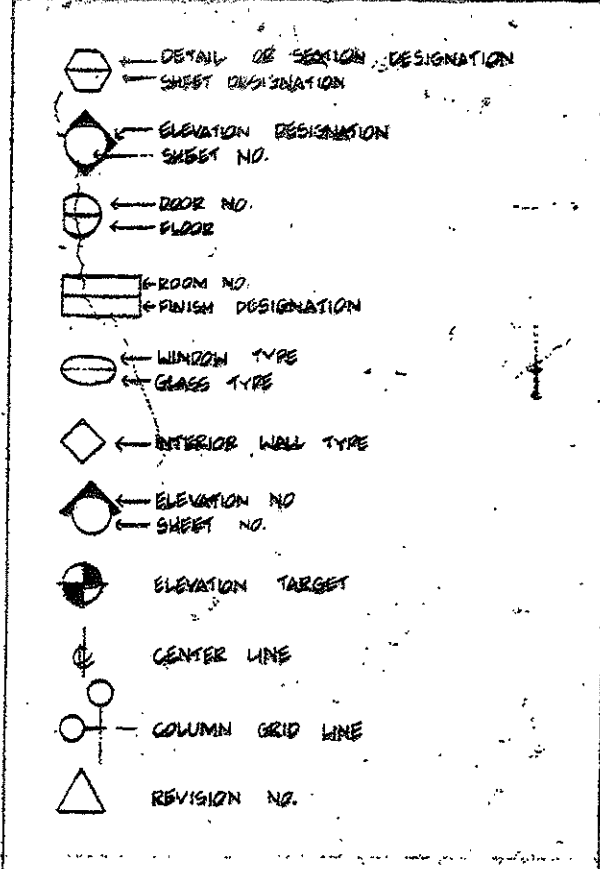 DETAIL OR SECTION DESIGNATION
SHEET DESIGNATION
ELEVATION DESIGNATION
SHEET NO.
DOOR NO.
FLOOR
ROOM NO.
FINISH DESIGNATION
WINDOW TYPE
GLASS TYPE
INTERIOR WALL TYPE
ELEVATION NO
SHEET NO.
ELEVATION TARGET
CENTER LINE
COLUMN GRID LINE
REVISION NO.